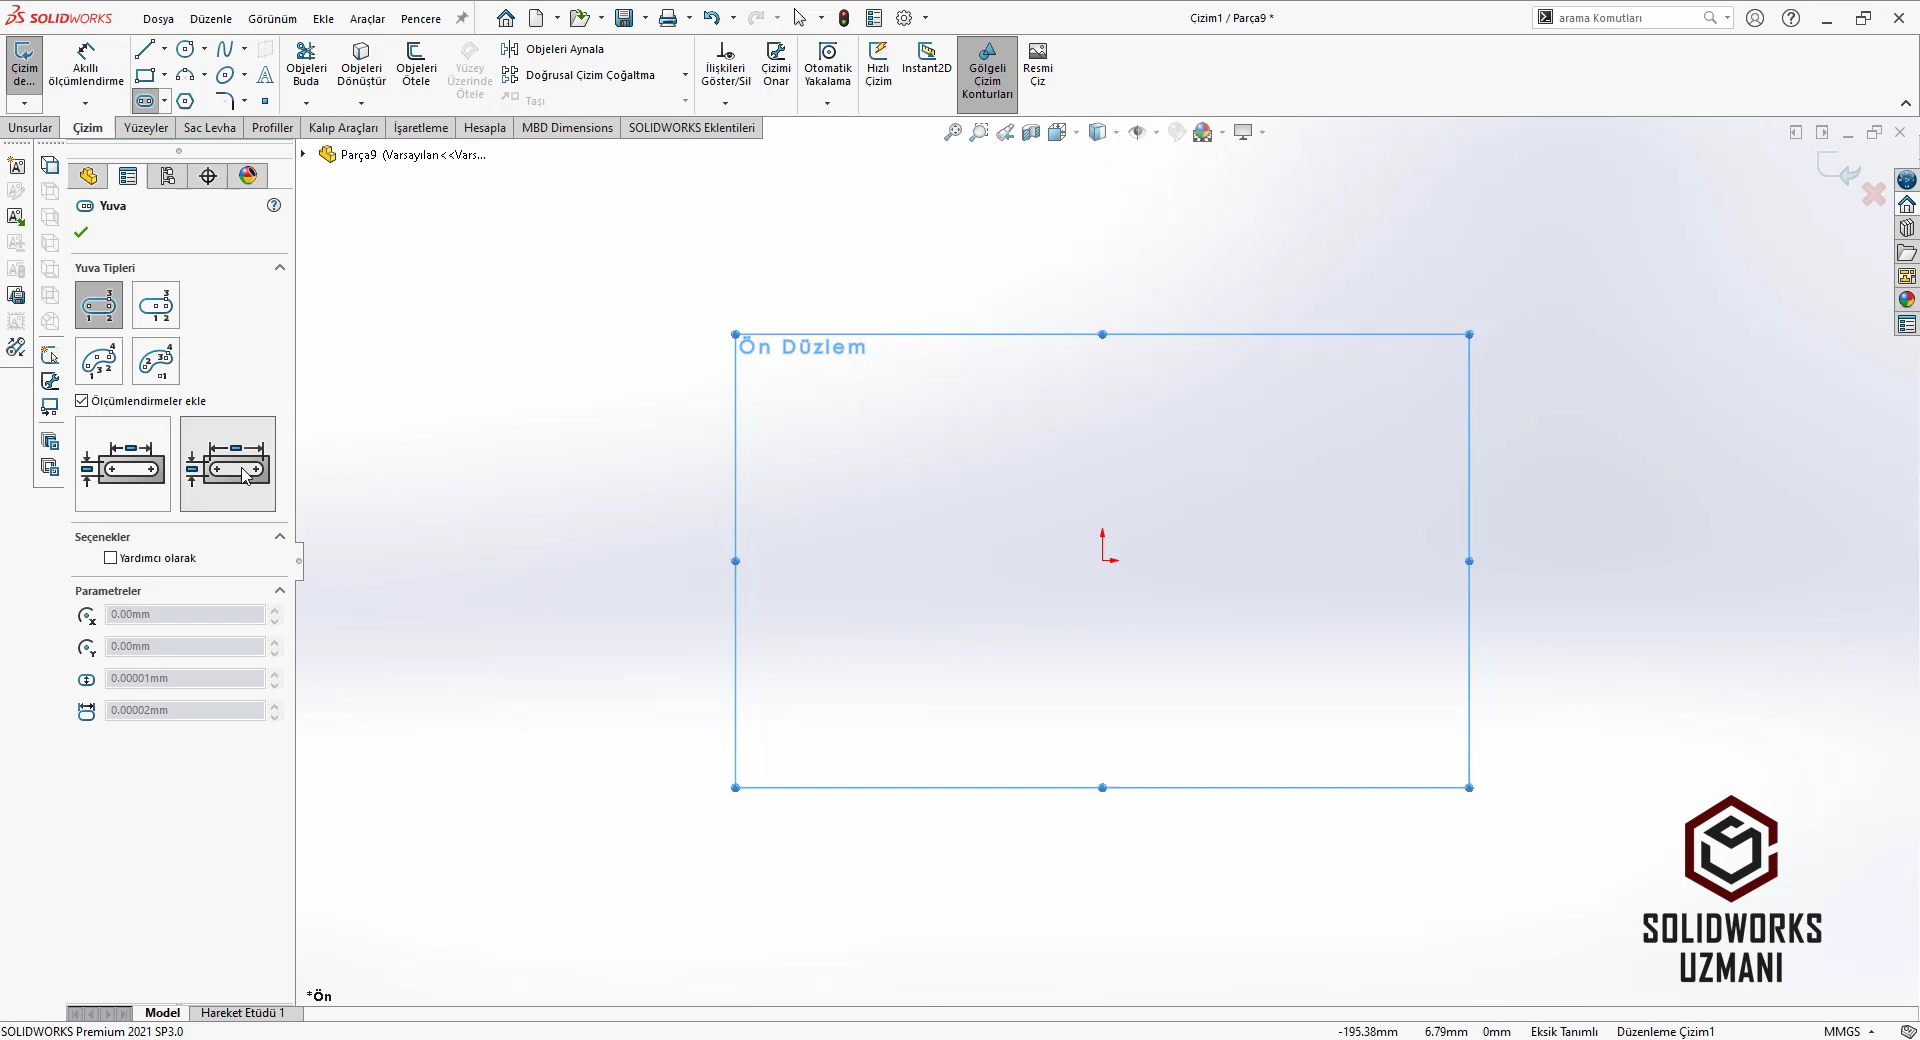 SOLIDWORKS Dosya Düzenle Görünüm Ekle Araçlar Pencere Çizim1 / Parça9 * arama Komutları
Çizim de...
Akıllı ölçümlendirme
Objeleri Buda
Objeleri Dönüştür
Objeleri Ötele
Yüzey Üzerinde Ötele
Objeleri Aynala
Doğrusal Çizim Çoğaltma
Taşı
İlişkileri Göster/Sil
Çizimi Onar
Otomatik Yakalama
Hızlı Çizim
Instant2D
Gölgeli Çizim Konturları
Resmi Çiz
Unsurlar Çizim Yüzeyler Sac Levha Profiller Kalıp Araçları İşaretleme Hesapla MBD Dimensions SOLIDWORKS Eklentileri
Parça9 (Varsayılan<<Vars...
Yuva
Yuva Tipleri
Ölçümlendirmeler ekle
Seçenekler
Yardımcı olarak
Parametreler
0.00mm
0.00mm
0.00001mm
0.00002mm
Ön Düzlem
SOLIDWORKS
UZMANI
*Ön
Model Hareket Etüdü 1
SOLIDWORKS Premium 2021 SP3.0 -195.38mm 6.79mm 0mm Eksik Tanımlı Düzenleme Çizim1 MMGS